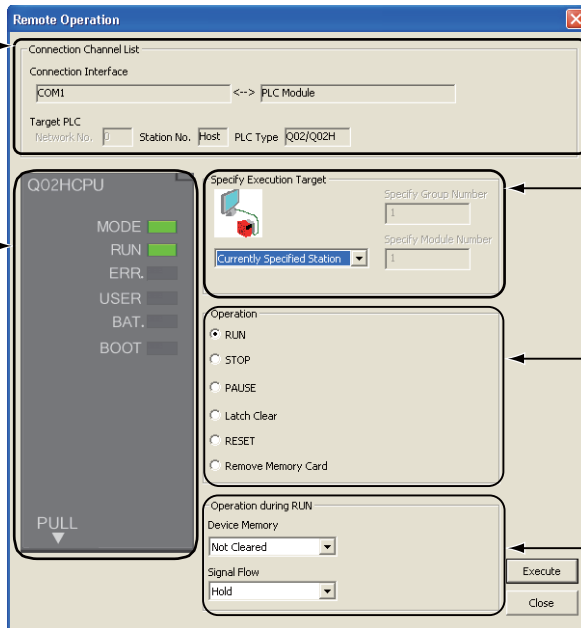 Remote Operation
Connection Channel List
Connection Interface
COM1 <--> PLC Module
Target PLC
Network No. 0 Station No. Host PLC Type Q02/Q02H
Q02HCPU
MODE
RUN
ERR.
USER
BAT.
BOOT
PULL
Specify Execution Target
Currently Specified Station
Specify Group Number
1
Specify Module Number
1
Operation
RUN
STOP
PAUSE
Latch Clear
RESET
Remove Memory Card
Operation during RUN
Device Memory
Not Cleared
Signal Flow
Hold
Execute
Close